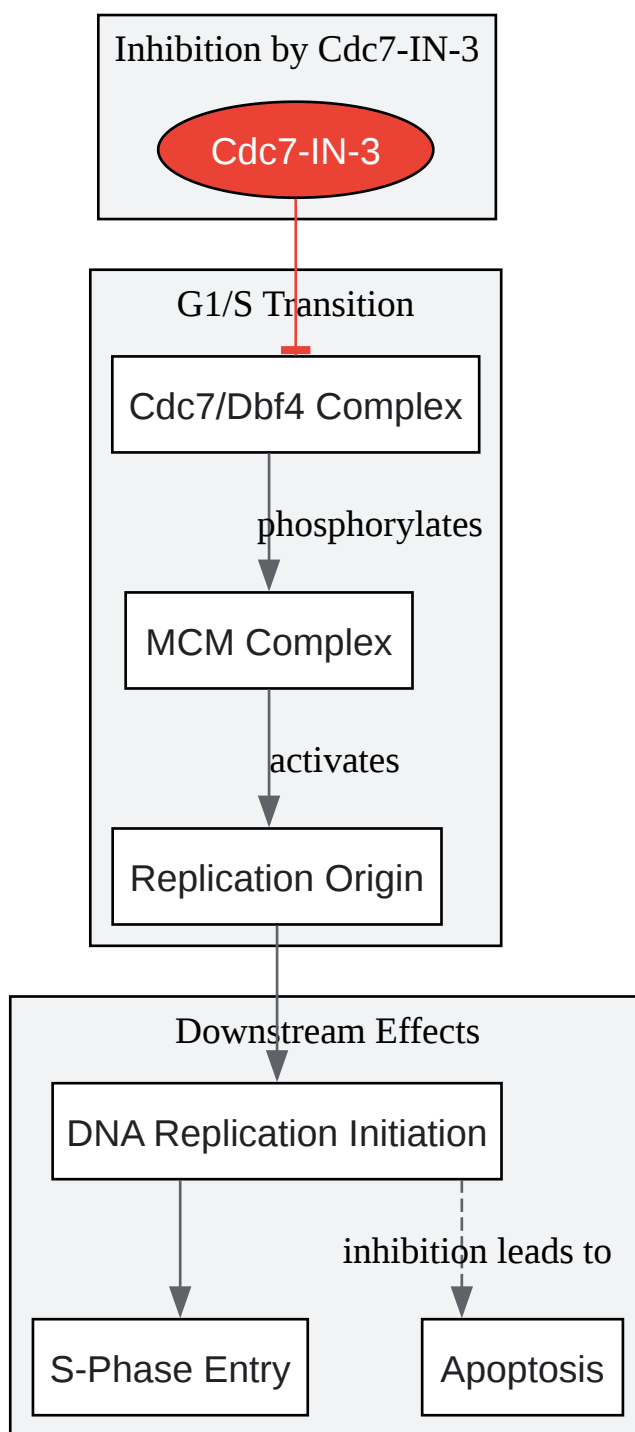 Inhibition by Cdc7-IN-3
Cdc7-IN-3
G1/S Transition
Cdc7/Dbf4 Complex
phosphorylates
MCM Complex
activates
Replication Origin
Downstream Effects
DNA Replication Initiation
inhibition leads to
S-Phase Entry
Apoptosis